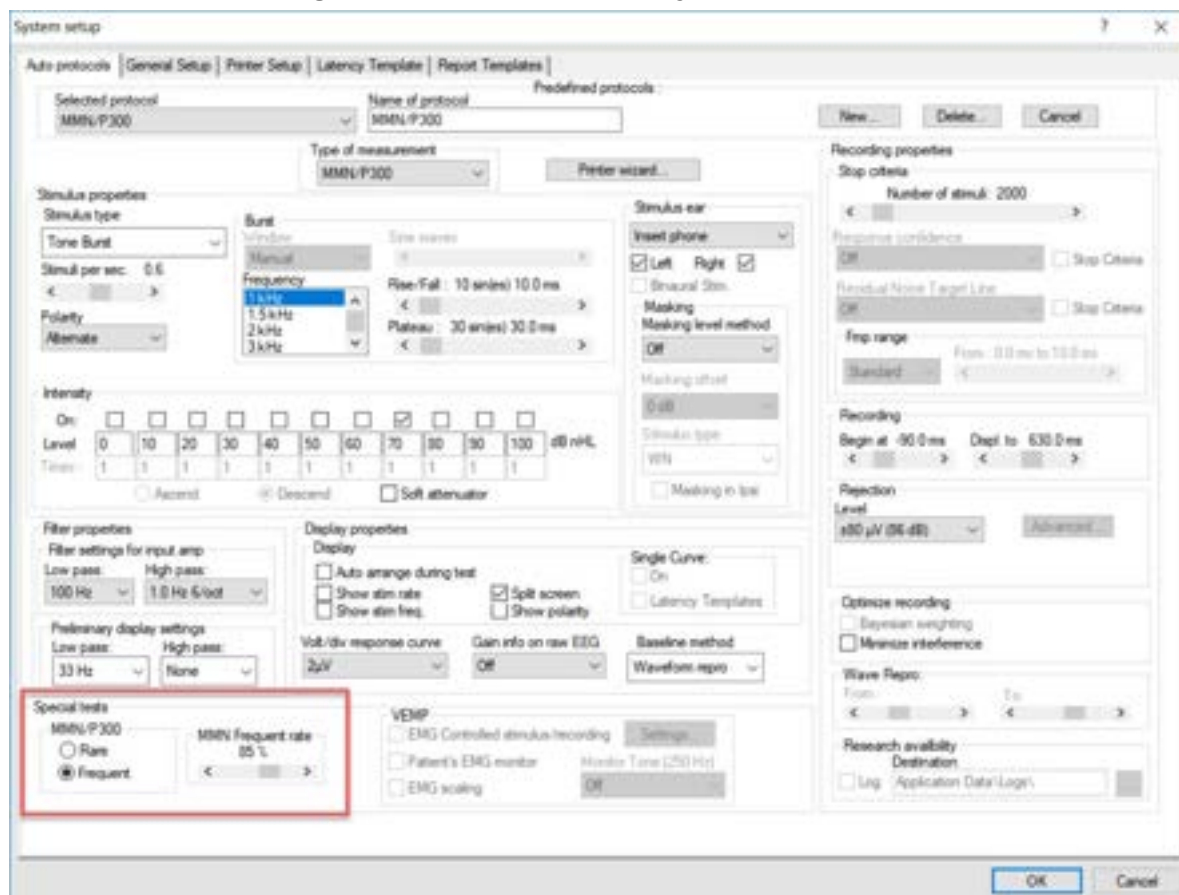 System setup
Auto protocols General Setup Printer Setup Latency Template Report Templates
Predefined protocols :
Selected protocol
MMN/P300
Name of protocol
MMN/P300
New...
Delete...
Cancel
Type of measurement
MMN/P300
Printer wizard...
Stimulus properties
Stimulus type
Tone Burst
Stimuli per sec. 0.6
Polarity
Alternate
Burst
Window
Manual
Sine waves
Frequency
1 kHz
1.5 kHz
2 kHz
3 kHz
Rise/Fall : 10 sin(es) 10.0 ms
Plateau : 30 sin(es) 30.0 ms
Stimulus ear
Insert phone
Left Right
Binaural Stim.
Masking
Masking level method
Off
Masking offset
0 dB
Stimulus type
WN
Masking in
Intensity
On:
Level 0 10 20 30 40 50 60 70 80 90 100 dB nHL
Times: 1 1 1 1 1 1 1 1 1 1 1
Ascend Descend Soft attenuator
Filter properties
Filter settings for input amp
Low pass: High pass:
100 Hz 1.0 Hz 6/oct
Preliminary display settings
Low pass: High pass:
33 Hz None
Display properties
Display
Auto arrange during test
Show stim rate
Split screen
Show stim freq.
Show polarity
Single Curve:
On
Latency Templates
Volt/div response curve
2µV
Gain info on raw EEG
Off
Baseline method
Waveform repro
Special tests
MMN/P300
Rare
Frequent
MMN Frequent rate
85 %
VEMP
EMG Controlled stimulus/recording
Settings...
Patient's EMG monitor
Monitor Tone (250 Hz)
EMG scaling
Off
Recording properties
Stop criteria
Number of stimuli: 2000
Response confidence
Off
Stop Criteria
Residual Noise Target Line
Off
Stop Criteria
Fmp range
Standard
From : 0.0 ms to 10.0 ms
Recording
Begin at -90.0 ms Displ. to 630.0 ms
Rejection
Level
±80 µV (86 dB)
Advanced...
Optimize recording
Bayesian weighting
Minimize interference
Wave Repro.
From: To:
Research availbility
Destination
Log
OK
Cancel